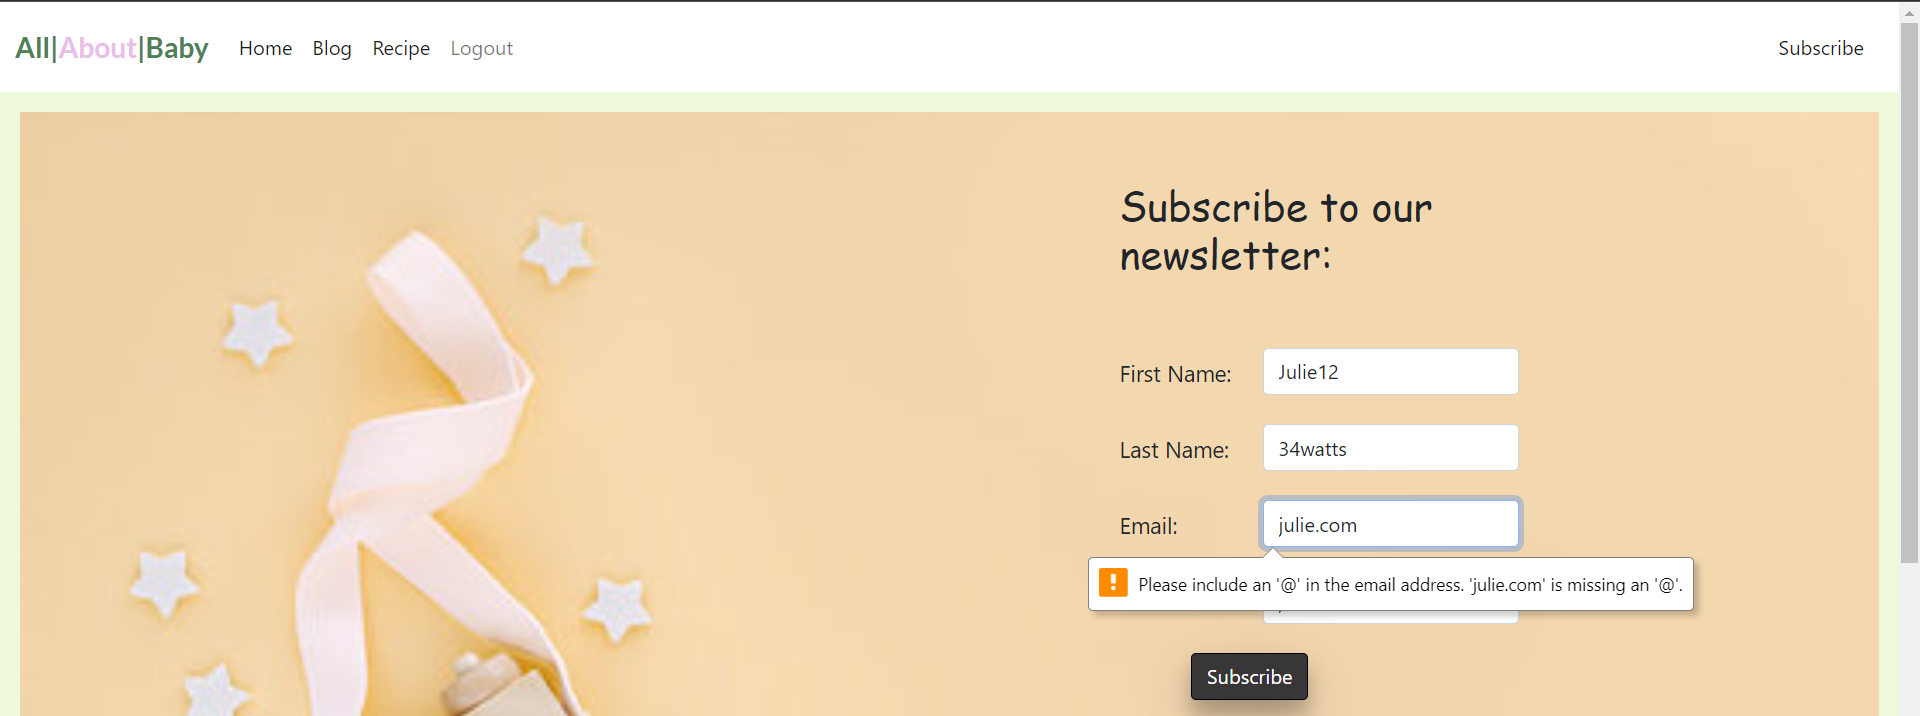 All|About|Baby Home Blog Recipe Logout Subscribe
Subscribe to our
newsletter:
First Name: Julie12
Last Name: 34watts
Email: julie.com
! Please include an '@' in the email address. 'julie.com' is missing an '@'.
Subscribe